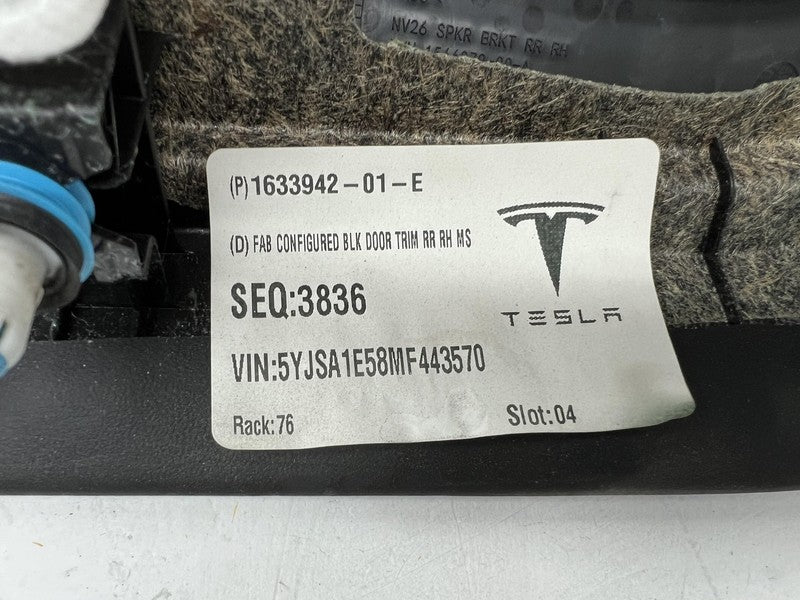 NV26 SPKR BRKT RR RH
(P)1633942-01-E
(D) FAB CONFIGURED BLK DOOR TRIM RR RH MS
SEQ:3836
TESLA
VIN:5YJSA1E58MF443570
Rack:76
Slot:04